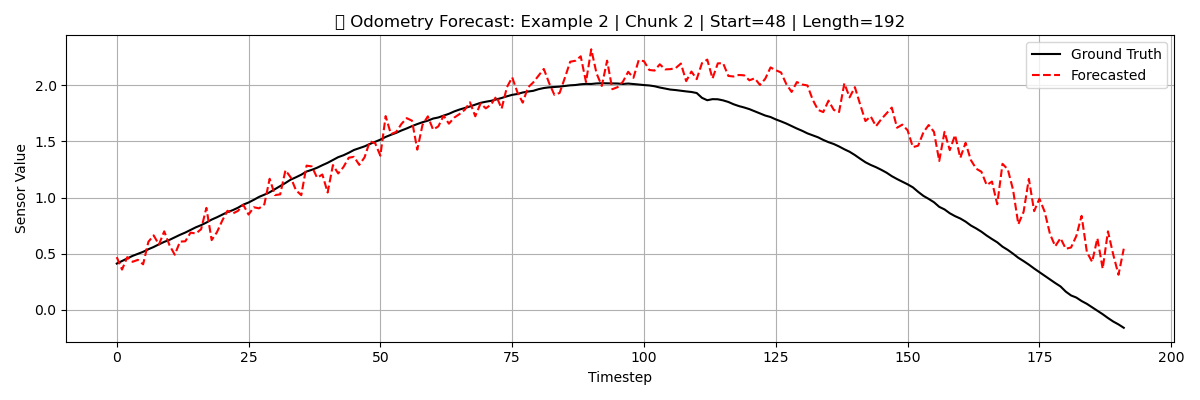 Odometry Forecast: Example 2 | Chunk 2 | Start=48 | Length=192
Ground Truth
Forecasted
Sensor Value
2.0
1.5
1.0
0.5
0.0
0 25 50 75 100 125 150 175 200
Timestep